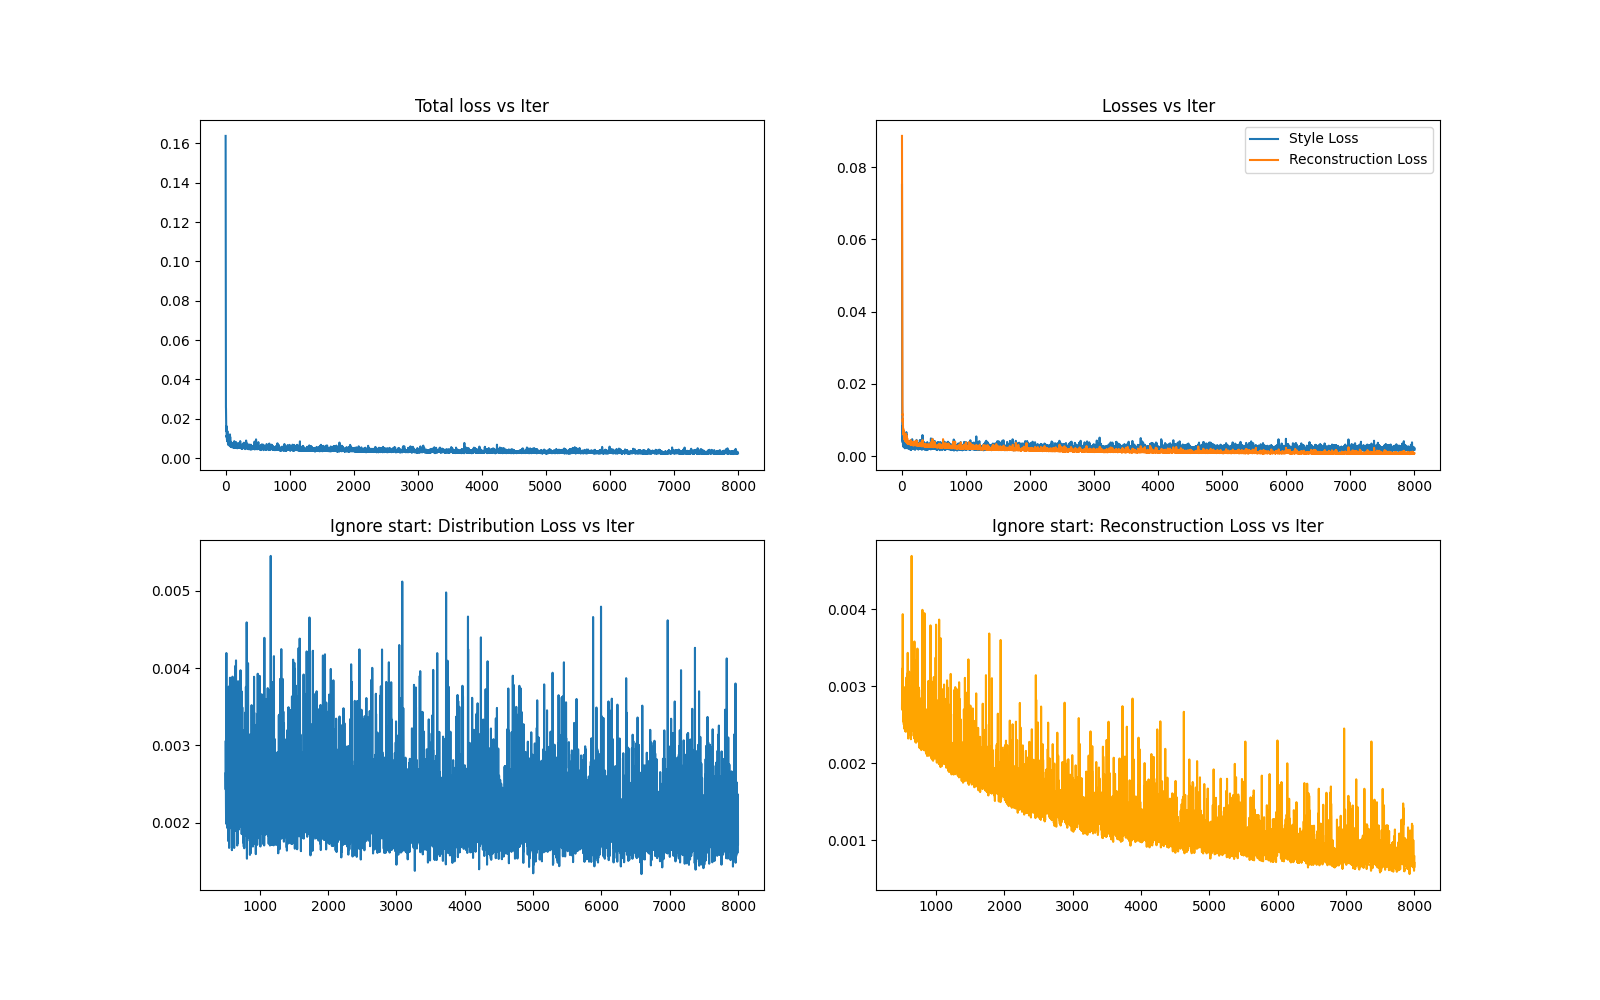 Total loss vs Iter
0.16
0.14
0.12
0.10
0.08
0.06
0.04
0.02
0.00
0 1000 2000 3000 4000 5000 6000 7000 8000
Losses vs Iter
Style Loss
Reconstruction Loss
0.08
0.06
0.04
0.02
0.00
0 1000 2000 3000 4000 5000 6000 7000 8000
Ignore start: Distribution Loss vs Iter
0.005
0.004
0.003
0.002
1000 2000 3000 4000 5000 6000 7000 8000
Ignore start: Reconstruction Loss vs Iter
0.004
0.003
0.002
0.001
1000 2000 3000 4000 5000 6000 7000 8000